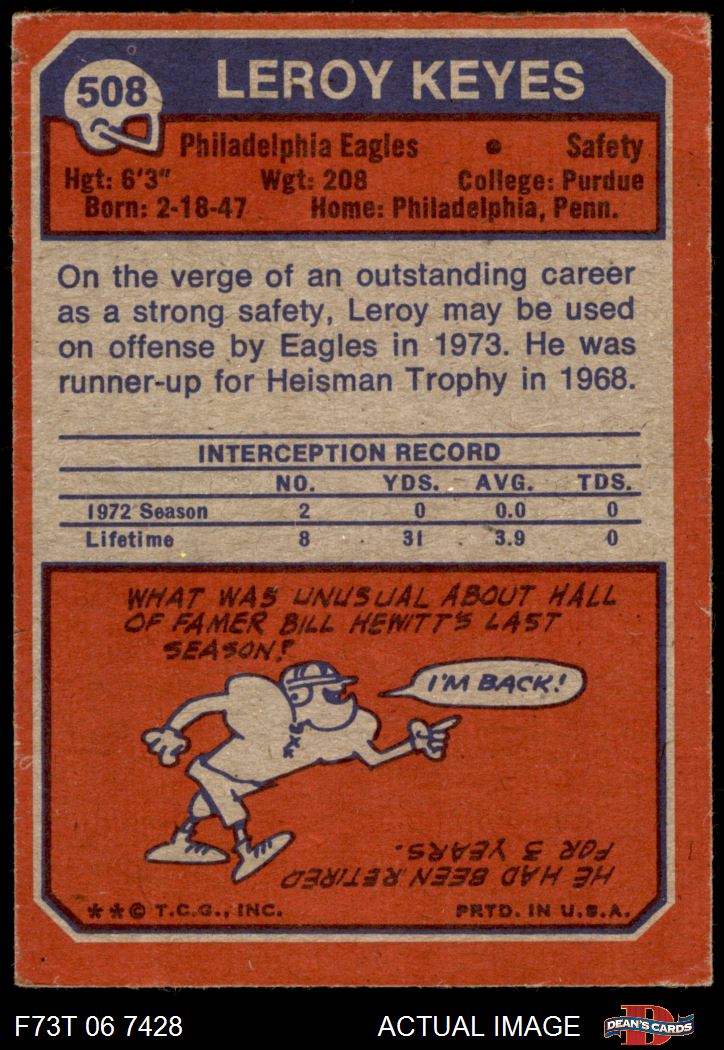 508
LEROY KEYES
Philadelphia Eagles • Safety
Hgt: 6'3" Wgt: 208 College: Purdue
Born: 2-18-47 Home: Philadelphia, Penn.
On the verge of an outstanding career
as a strong safety, Leroy may be used
on offense by Eagles in 1973. He was
runner-up for Heisman Trophy in 1968.
INTERCEPTION RECORD
NO. YDS. AVG. TDS.
1972 Season 2 0 0.0 0
Lifetime 8 31 3.9 0
WHAT WAS UNUSUAL ABOUT HALL
OF FAMER BILL HEWITT'S LAST
SEASON?
I'M BACK!
HE HAD BEEN RETIRED
FOR 3 YEARS.
**© T.C.G., INC. PRTD. IN U.S.A.
F73T 06 7428 ACTUAL IMAGE
D
DEAN'S CARDS